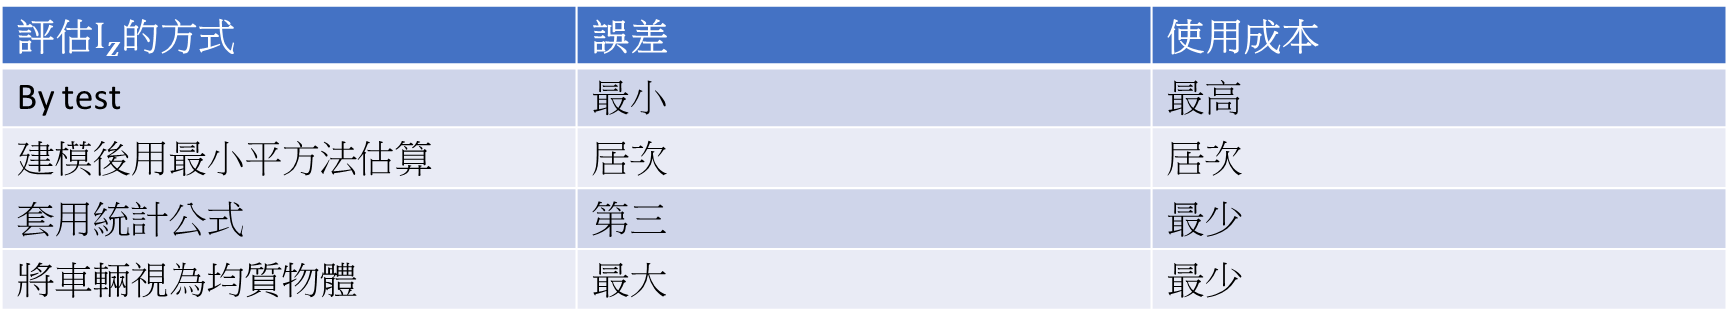 評估I_Z的方式 誤差 使用成本
By test 最小 最高
建模後用最小平方法估算 居次 居次
套用統計公式 第三 最少
將車輛視為均質物體 最大 最少